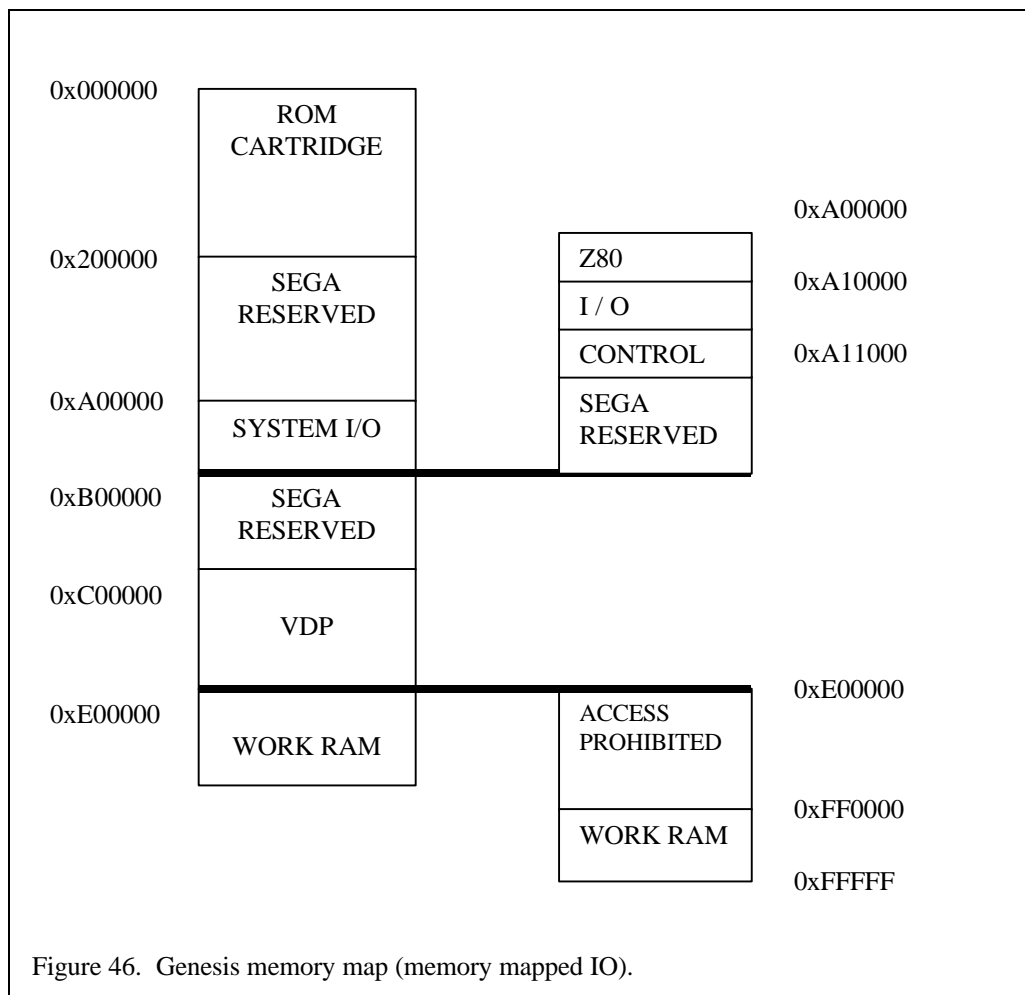 0x000000
ROM
CARTRIDGE
0x200000
SEGA
RESERVED
0xA00000
SYSTEM I/O
0xB00000
SEGA
RESERVED
0xC00000
VDP
0xE00000
WORK RAM
0xA00000
Z80
0xA10000
I / O
CONTROL
0xA11000
SEGA
RESERVED
0xE00000
ACCESS
PROHIBITED
0xFF0000
WORK RAM
0xFFFFF
Figure 46. Genesis memory map (memory mapped IO).